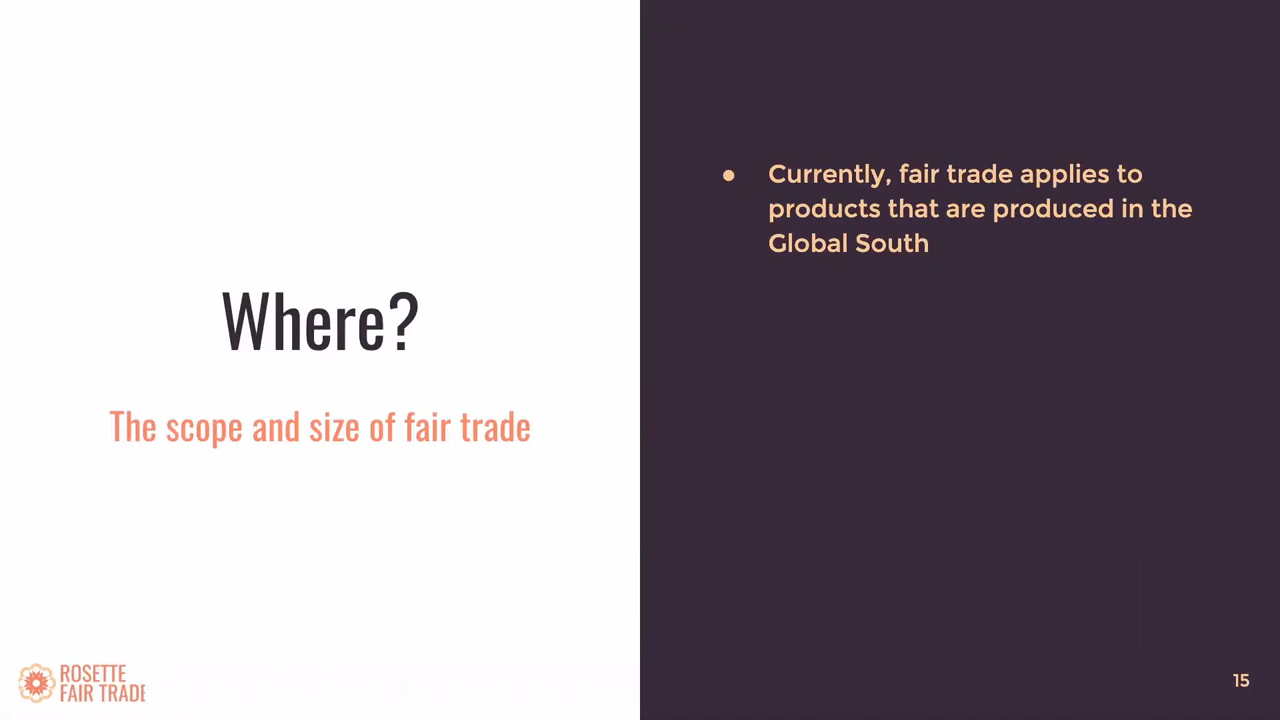 Where?
The scope and size of fair trade
● Currently, fair trade applies to
products that are produced in the
Global South
ROSETTE
FAIR TRADE
15